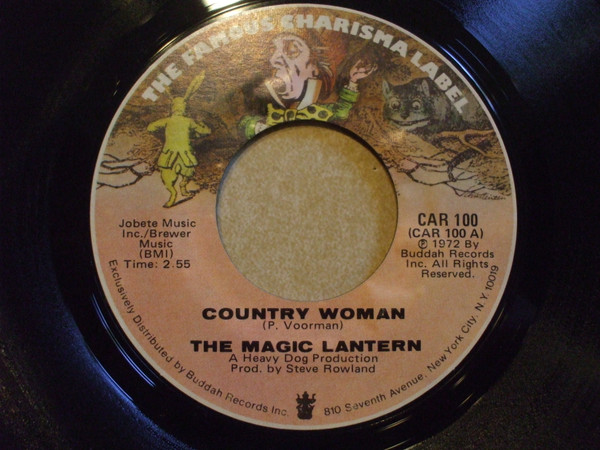 THE FAMOUS CHARISMA LABEL
Jobete Music
Inc./Brewer
Music
(BMI)
Time: 2.55
CAR 100
(CAR 100 A)
℗ 1972 By
Buddah Records
Inc. All Rights
Reserved.
COUNTRY WOMAN
(P. Voorman)
THE MAGIC LANTERN
A Heavy Dog Production
Prod. by Steve Rowland
Exclusively Distributed by Buddah Records Inc. 810 Seventh Avenue, New York City, N.Y. 10019